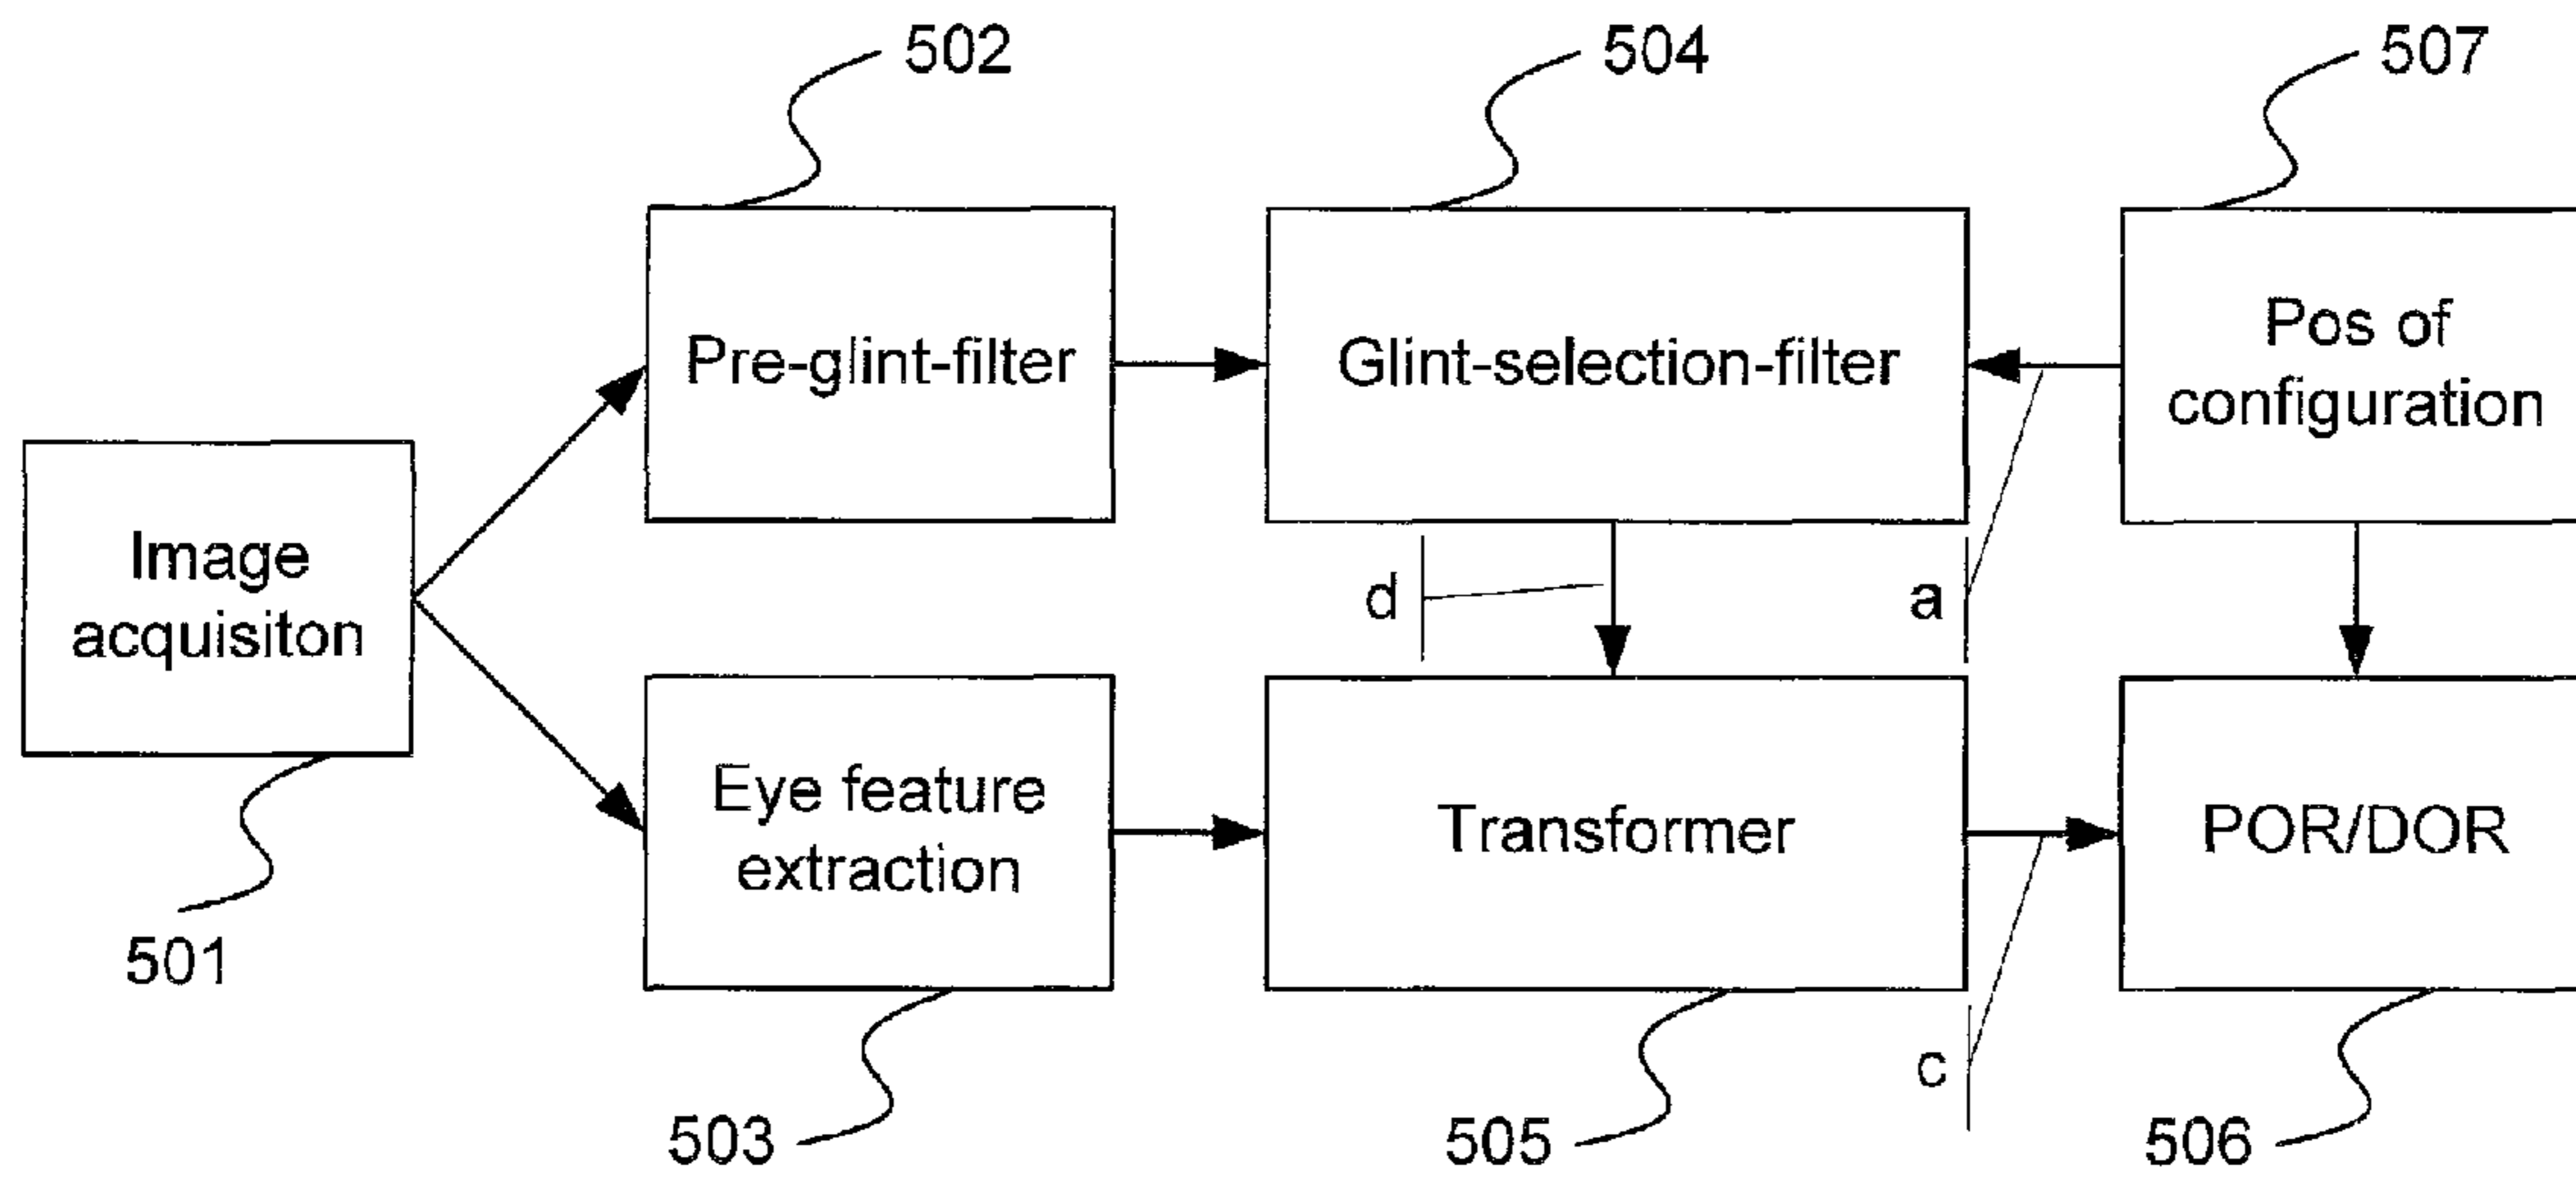 502
504
507
Pre-glint-filter
Glint-selection-filter
Pos of
configuration
Image
acquisiton
d
a
Eye feature
extraction
Transformer
POR/DOR
501
c
503
505
506